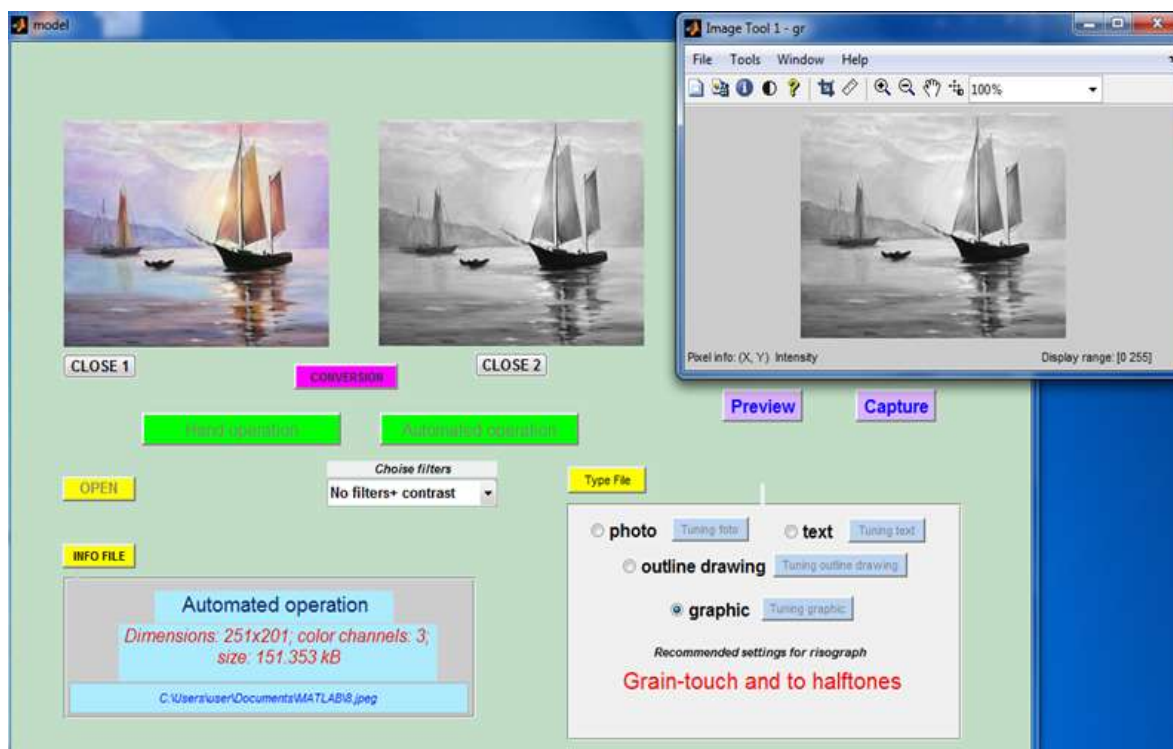 model
Image Tool 1 - gr
File Tools Window Help
100%
Pixel info: (X, Y) Intensity
Display range: [0 255]
CLOSE 1
CONVERSION
CLOSE 2
Preview
Capture
Hand operation
Automated operation
OPEN
Choise filters
No filters+ contrast
Type File
photo
Tuning foto
text
Tuning text
outline drawing
Tuning outline drawing
graphic
Tuning graphic
Recommended settings for risograph
Grain-touch and to halftones
INFO FILE
Automated operation
Dimensions: 251x201; color channels: 3;
size: 151.353 kB
C:\Users\user\Documents\MATLAB\8.jpeg